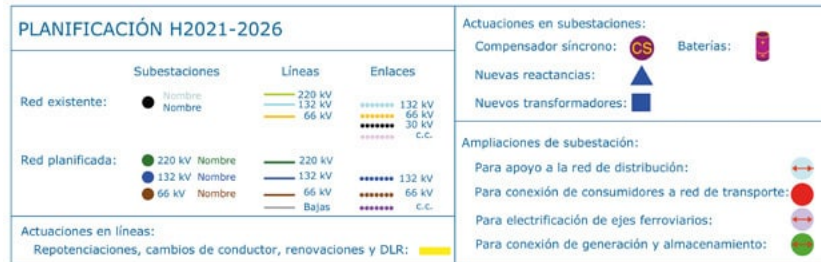 PLANIFICACIÓN H2021-2026
Subestaciones Líneas Enlaces
Red existente:
Nombre
Nombre
220 kV
132 kV
66 kV
132 kV
66 kV
30 kV
c.c.
Red planificada:
220 kV Nombre
132 kV Nombre
66 kV Nombre
220 kV
132 kV
66 kV
Bajas
132 kV
66 kV
c.c.
Actuaciones en líneas:
Repotenciaciones, cambios de conductor, renovaciones y DLR:
Actuaciones en subestaciones:
Compensador síncrono: CS Baterías:
Nuevas reactancias:
Nuevos transformadores:
Ampliaciones de subestación:
Para apoyo a la red de distribución:
Para conexión de consumidores a red de transporte:
Para electrificación de ejes ferroviarios:
Para conexión de generación y almacenamiento: